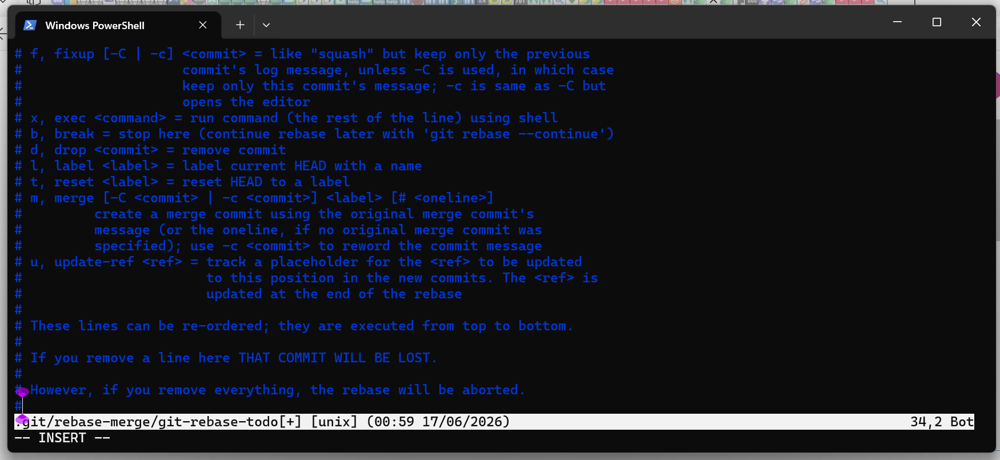 Windows PowerShell
# f, fixup [-C | -c] <commit> = like "squash" but keep only the previous
#                    commit's log message, unless -C is used, in which case
#                    keep only this commit's message; -c is same as -C but
#                    opens the editor
# x, exec <command> = run command (the rest of the line) using shell
# b, break = stop here (continue rebase later with 'git rebase --continue')
# d, drop <commit> = remove commit
# l, label <label> = label current HEAD with a name
# t, reset <label> = reset HEAD to a label
# m, merge [-C <commit> | -c <commit>] <label> [# <oneline>]
#         create a merge commit using the original merge commit's
#         message (or the oneline, if no original merge commit was
#         specified); use -c <commit> to reword the commit message
# u, update-ref <ref> = track a placeholder for the <ref> to be updated
#                       to this position in the new commits. The <ref> is
#                       updated at the end of the rebase
#
# These lines can be re-ordered; they are executed from top to bottom.
#
# If you remove a line here THAT COMMIT WILL BE LOST.
#
# However, if you remove everything, the rebase will be aborted.
#
.git/rebase-merge/git-rebase-todo[+] [unix] (00:59 17/06/2026) 34,2 Bot
-- INSERT --